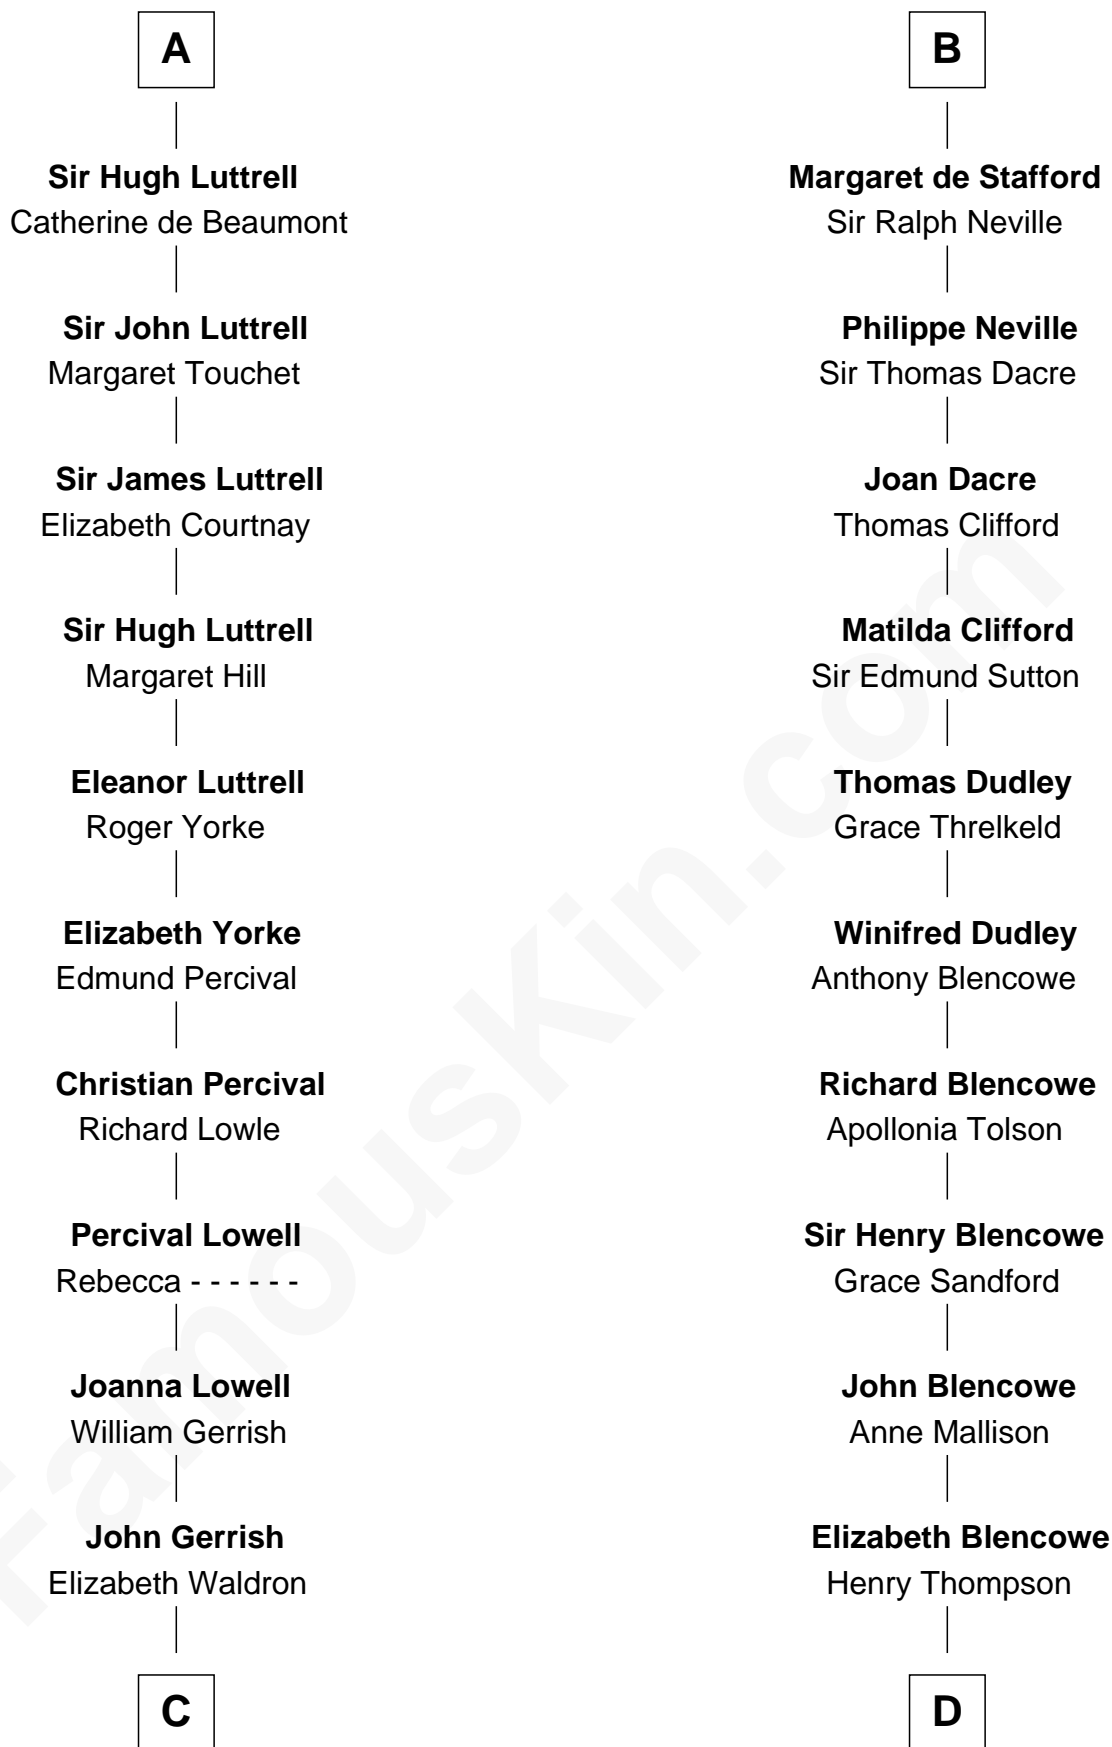 A
Sir Hugh Luttrell
Catherine de Beaumont
Sir John Luttrell
Margaret Touchet
Sir James Luttrell
Elizabeth Courtnay
Sir Hugh Luttrell
Margaret Hill
Eleanor Luttrell
Roger Yorke
Elizabeth Yorke
Edmund Percival
Christian Percival
Richard Lowle
Percival Lowell
Rebecca - - - - - -
Joanna Lowell
William Gerrish
John Gerrish
Elizabeth Waldron
C
B
Margaret de Stafford
Sir Ralph Neville
Philippe Neville
Sir Thomas Dacre
Joan Dacre
Thomas Clifford
Matilda Clifford
Sir Edmund Sutton
Thomas Dudley
Grace Threlkeld
Winifred Dudley
Anthony Blencowe
Richard Blencowe
Apollonia Tolson
Sir Henry Blencowe
Grace Sandford
John Blencowe
Anne Mallison
Elizabeth Blencowe
Henry Thompson
D
FamousKin.com